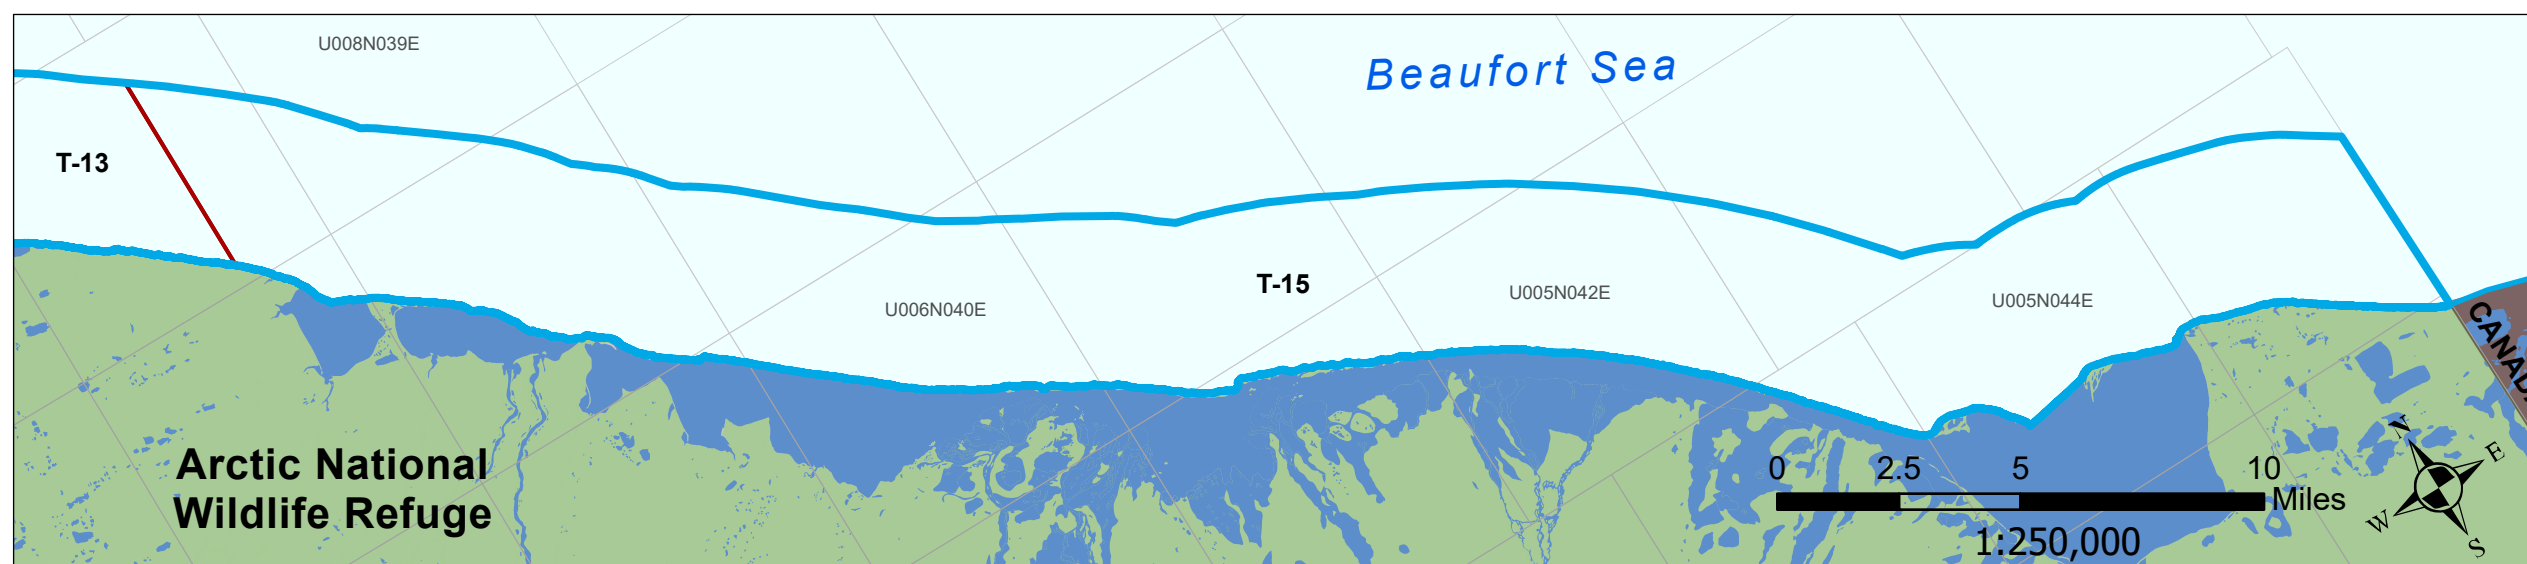 U008N039E
Beaufort Sea
T-13
T-15
U006N040E
U005N042E
U005N044E
Arctic National
Wildlife Refuge
0 2.5 5 10
Miles
1:250,000
N
E
W
S